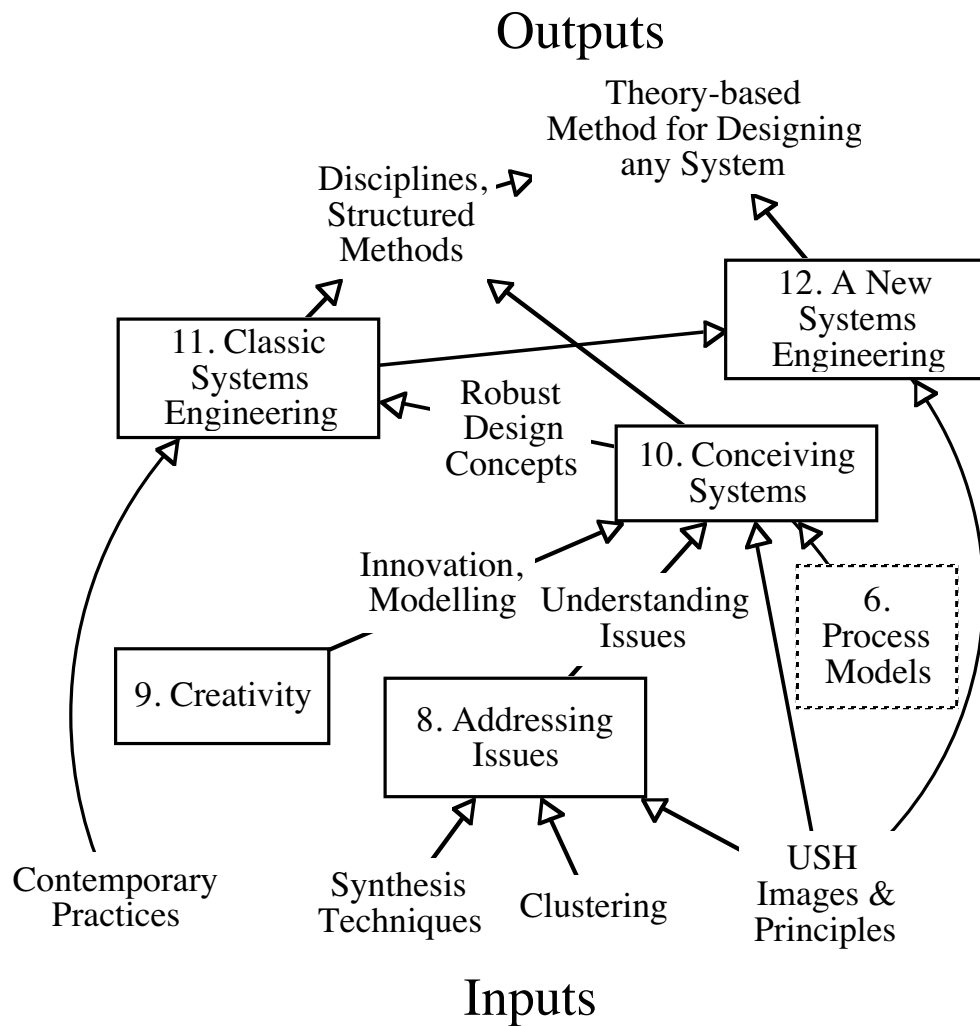 Outputs
Theory-based
Method for Designing
any System
Disciplines,
Structured
Methods
12. A New
Systems
Engineering
11. Classic
Systems
Engineering
Robust
Design
Concepts
10. Conceiving
Systems
Innovation,
Modelling
Understanding
Issues
6.
Process
Models
9. Creativity
8. Addressing
Issues
Contemporary
Practices
Synthesis
Techniques
Clustering
USH
Images &
Principles
Inputs